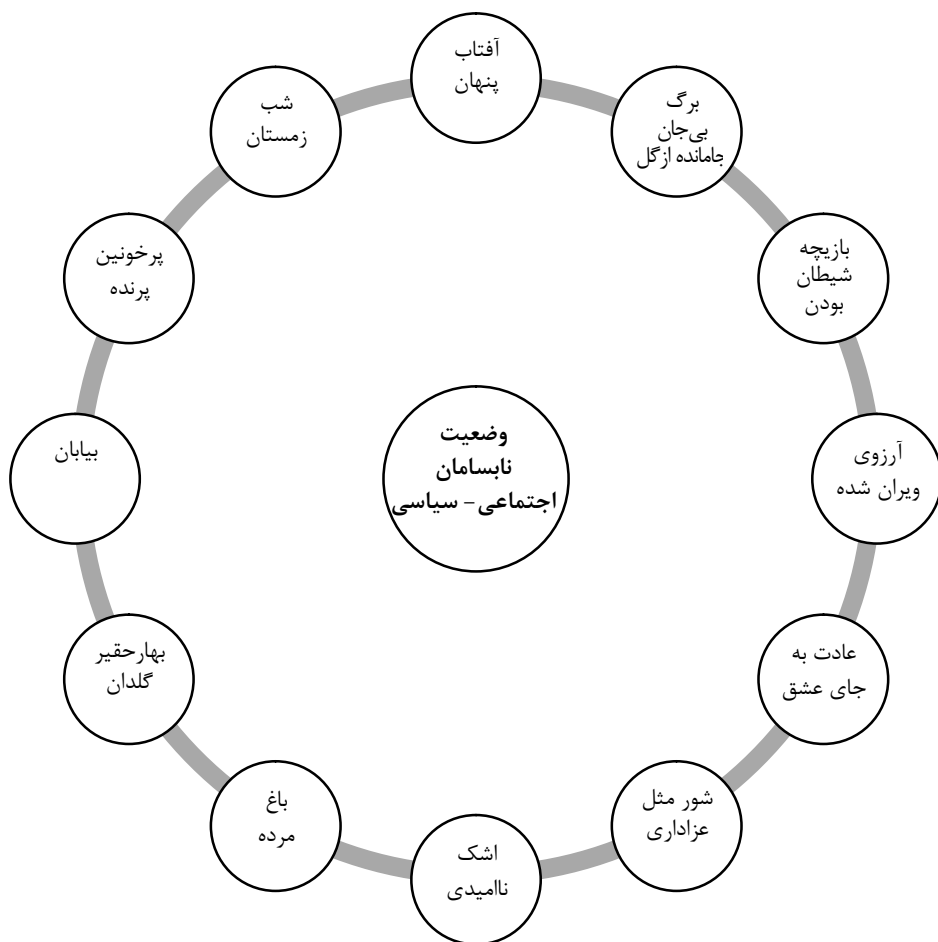 آفتاب
پنهان
برگ
بی‌جان
جامانده ازگل
بازیچه
شیطان
بودن
آرزوی
ویران شده
عادت به
جای عشق
شور مثل
عزاداری
اشک
ناامیدی
باغ
مرده
بهارحقیر
گلدان
بیابان
پرخونین
پرنده
شب
زمستان
وضعیت
نابسامان
اجتماعی- سیاسی